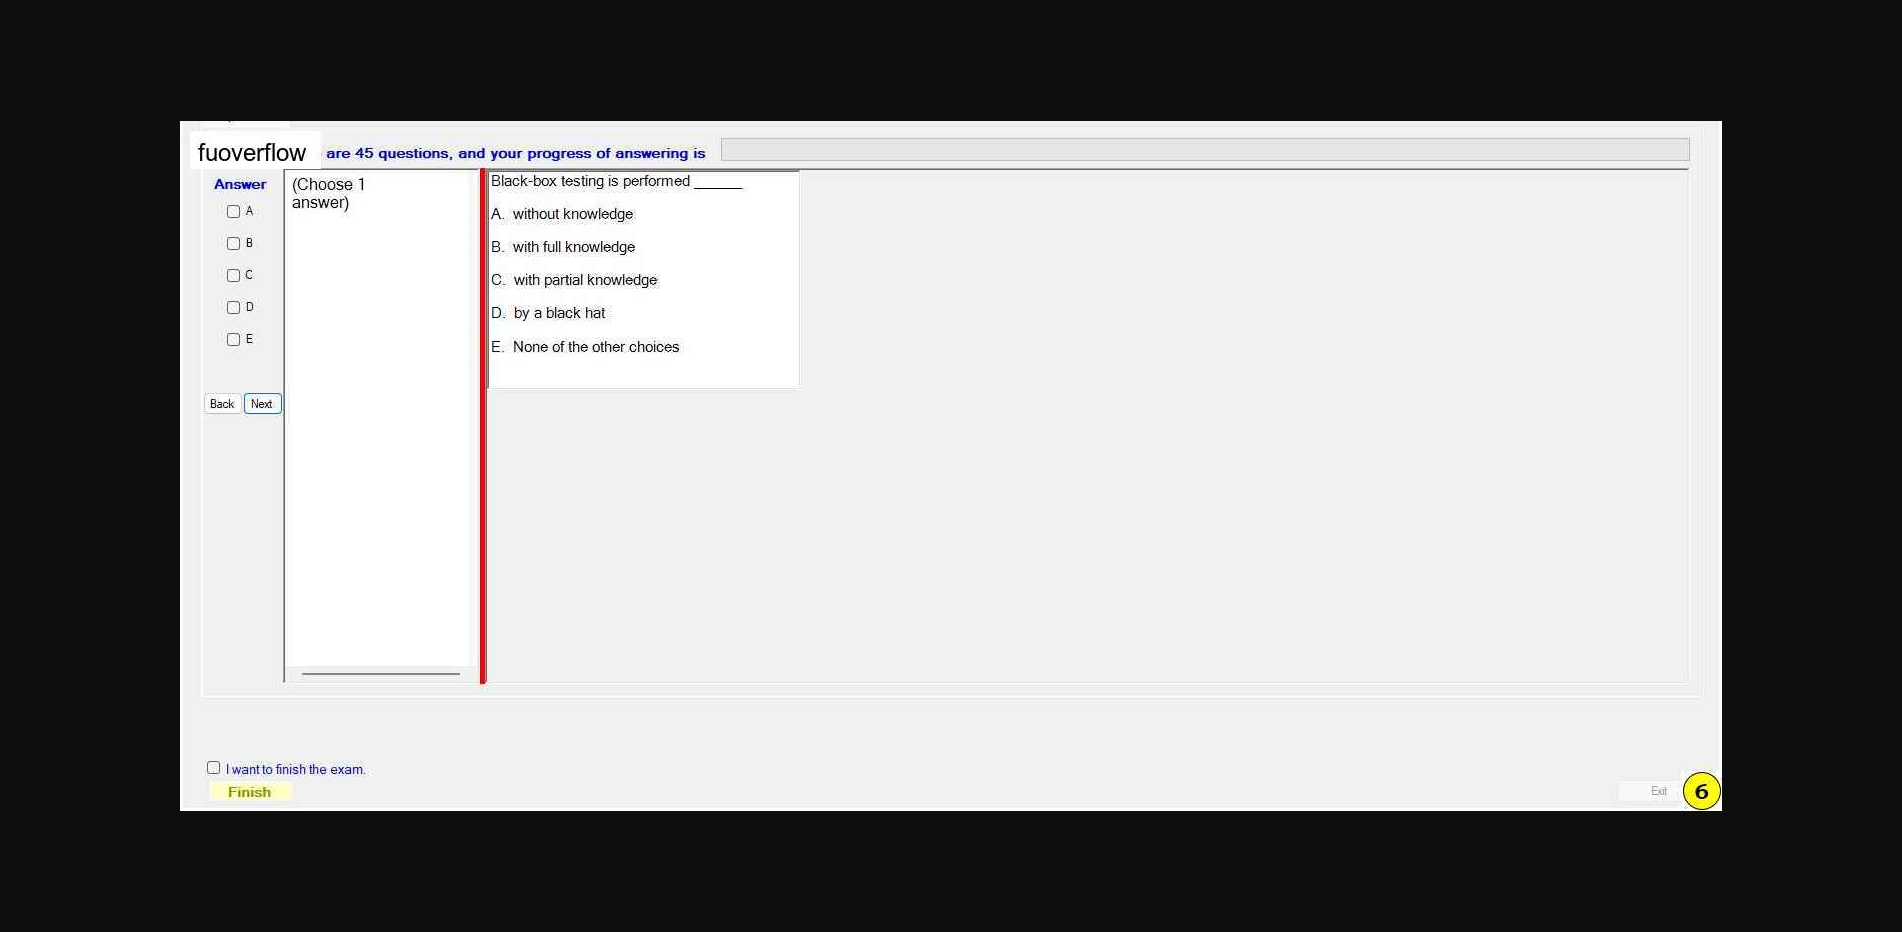 fuoverflow are 45 questions, and your progress of answering is
Answer
A
B
C
D
E
Back Next
(Choose 1
answer)
Black-box testing is performed ______
A. without knowledge
B. with full knowledge
C. with partial knowledge
D. by a black hat
E. None of the other choices
I want to finish the exam.
Finish
Exit
6